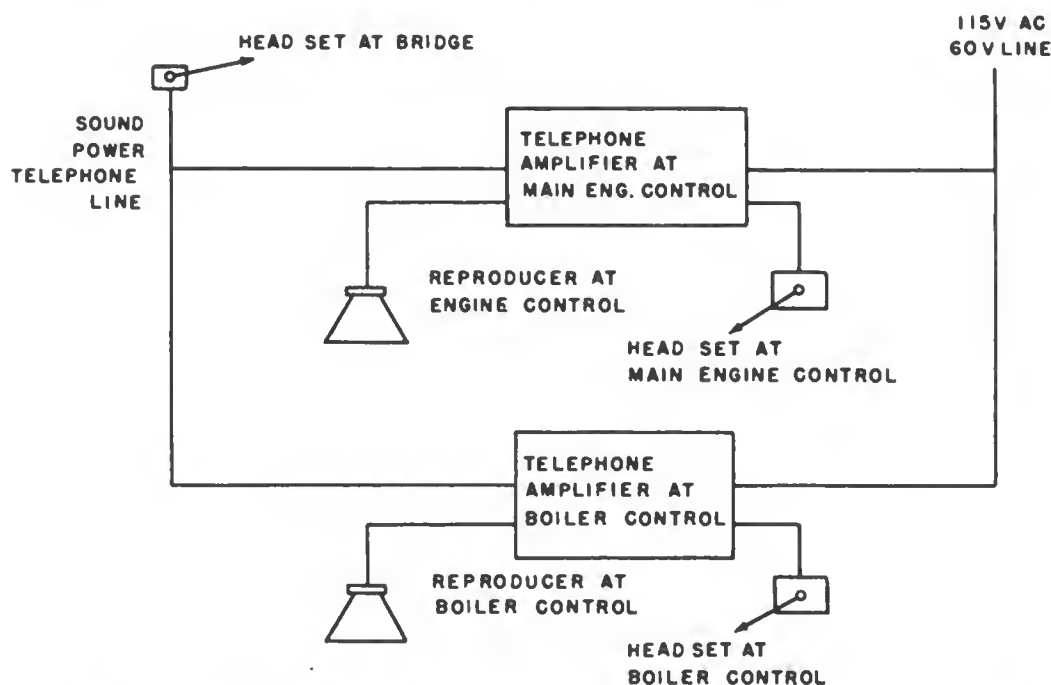 HEAD SET AT BRIDGE
115V AC
60V LINE
SOUND
POWER
TELEPHONE
LINE
TELEPHONE
AMPLIFIER AT
MAIN ENG. CONTROL
REPRODUCER AT
ENGINE CONTROL
HEAD SET AT
MAIN ENGINE CONTROL
TELEPHONE
AMPLIFIER AT
BOILER CONTROL
REPRODUCER AT
BOILER CONTROL
HEAD SET AT
BOILER CONTROL